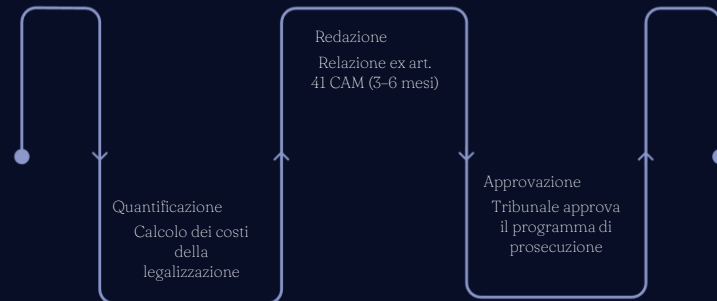 Redazione
Relazione ex art.
41 CAM (3–6 mesi)
Quantificazione
Calcolo dei costi
della
legalizzazione
Approvazione
Tribunale approva
il programma di
prosecuzione